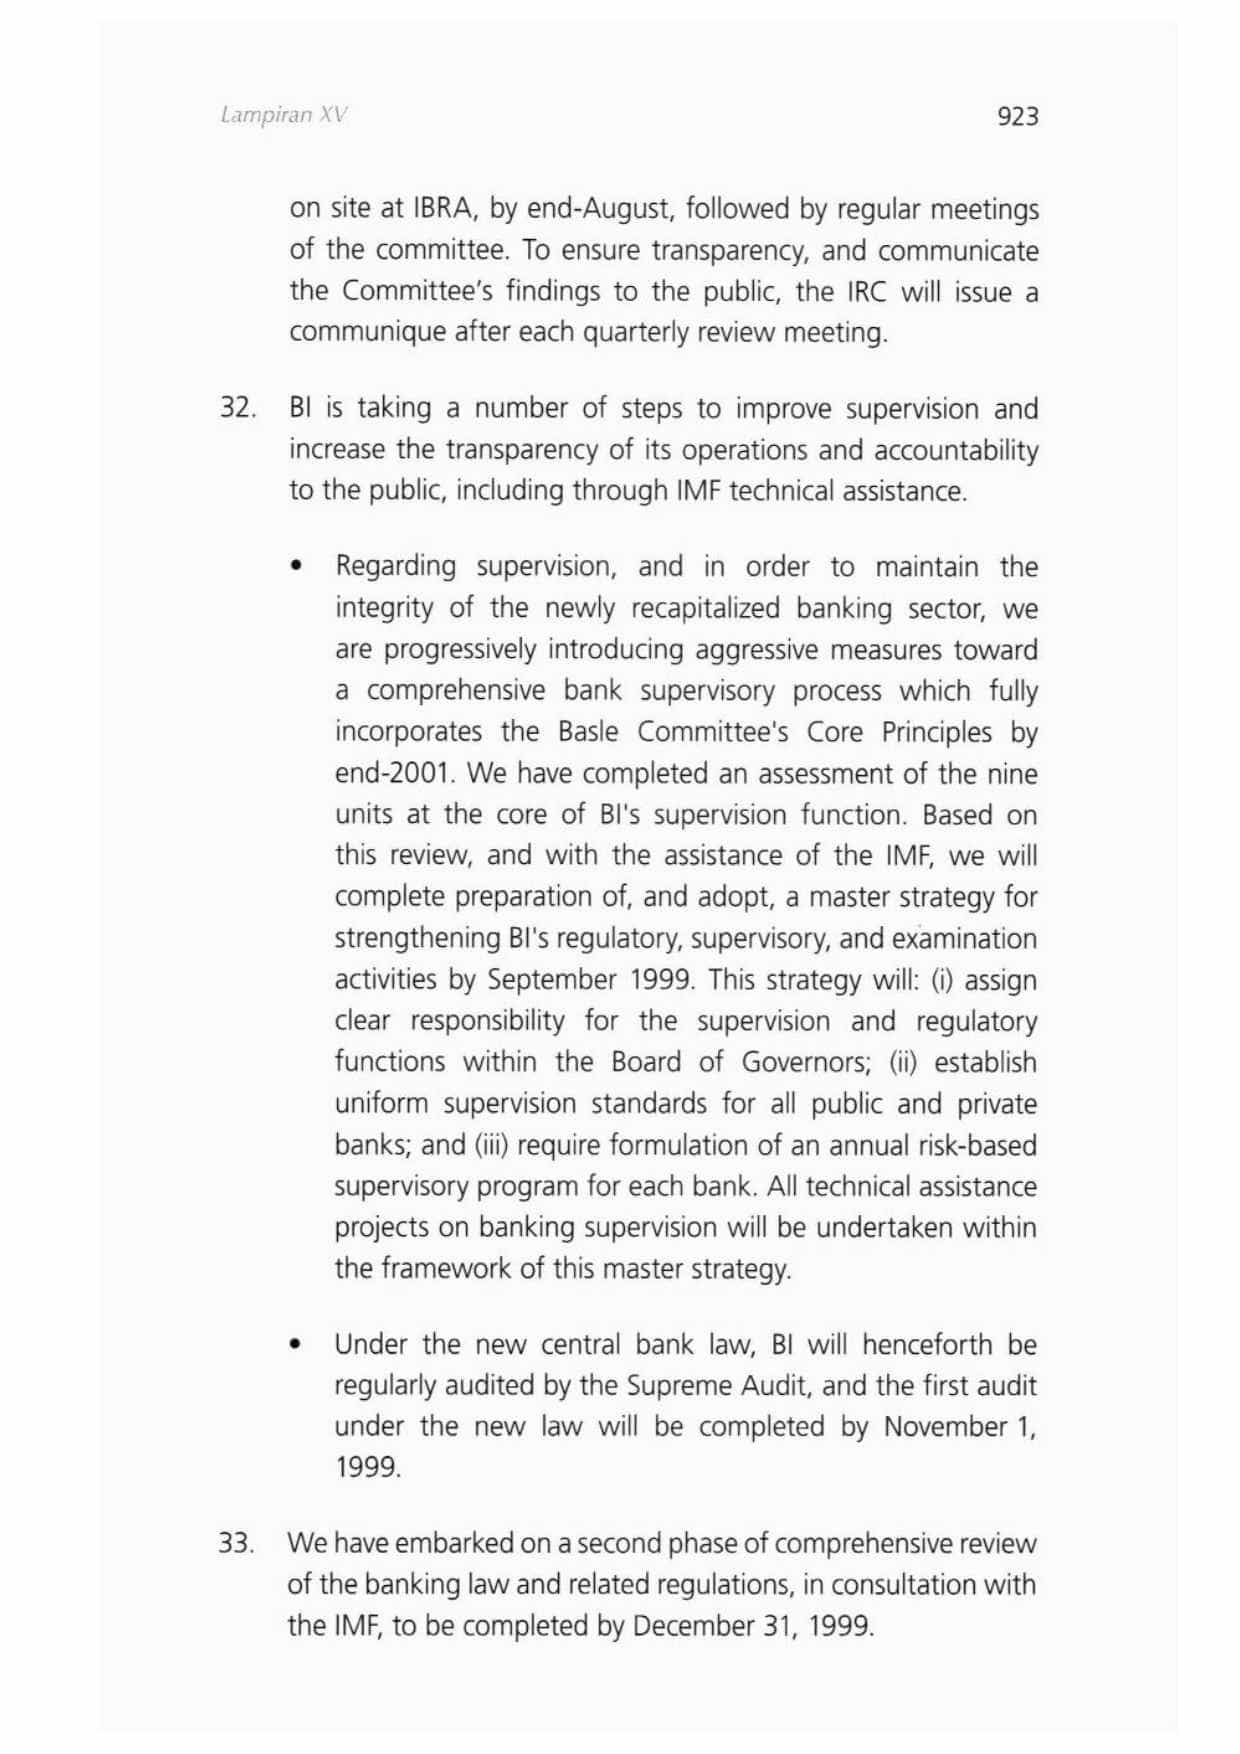 Lampiran XV
923
on site at IBRA, by end-August, followed by regular meetings
of the committee. To ensure transparency, and communicate
the Committee's findings to the public, the IRC will issue a
communique after each quarterly review meeting.
32. BI is taking a number of steps to improve supervision and
increase the transparency of its operations and accountability
to the public, including through IMF technical assistance.
• Regarding supervision, and in order to maintain the
integrity of the newly recapitalized banking sector, we
are progressively introducing aggressive measures toward
a comprehensive bank supervisory process which fully
incorporates the Basle Committee's Core Principles by
end-2001. We have completed an assessment of the nine
units at the core of BI's supervision function. Based on
this review, and with the assistance of the IMF, we will
complete preparation of, and adopt, a master strategy for
strengthening BI's regulatory, supervisory, and examination
activities by September 1999. This strategy will: (i) assign
clear responsibility for the supervision and regulatory
functions within the Board of Governors; (ii) establish
uniform supervision standards for all public and private
banks; and (iii) require formulation of an annual risk-based
supervisory program for each bank. All technical assistance
projects on banking supervision will be undertaken within
the framework of this master strategy.
• Under the new central bank law, BI will henceforth be
regularly audited by the Supreme Audit, and the first audit
under the new law will be completed by November 1,
1999.
33. We have embarked on a second phase of comprehensive review
of the banking law and related regulations, in consultation with
the IMF, to be completed by December 31, 1999.